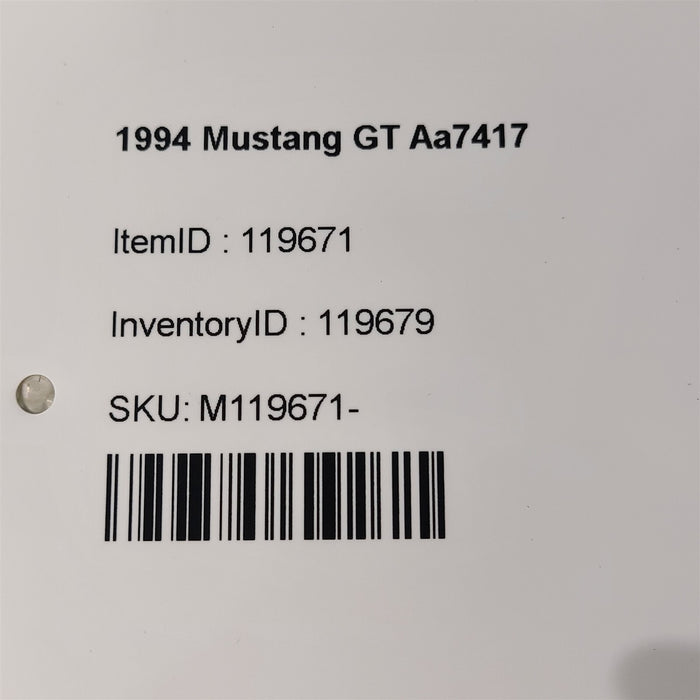 1994 Mustang GT Aa7417
ItemID : 119671
InventoryID : 119679
SKU: M119671-